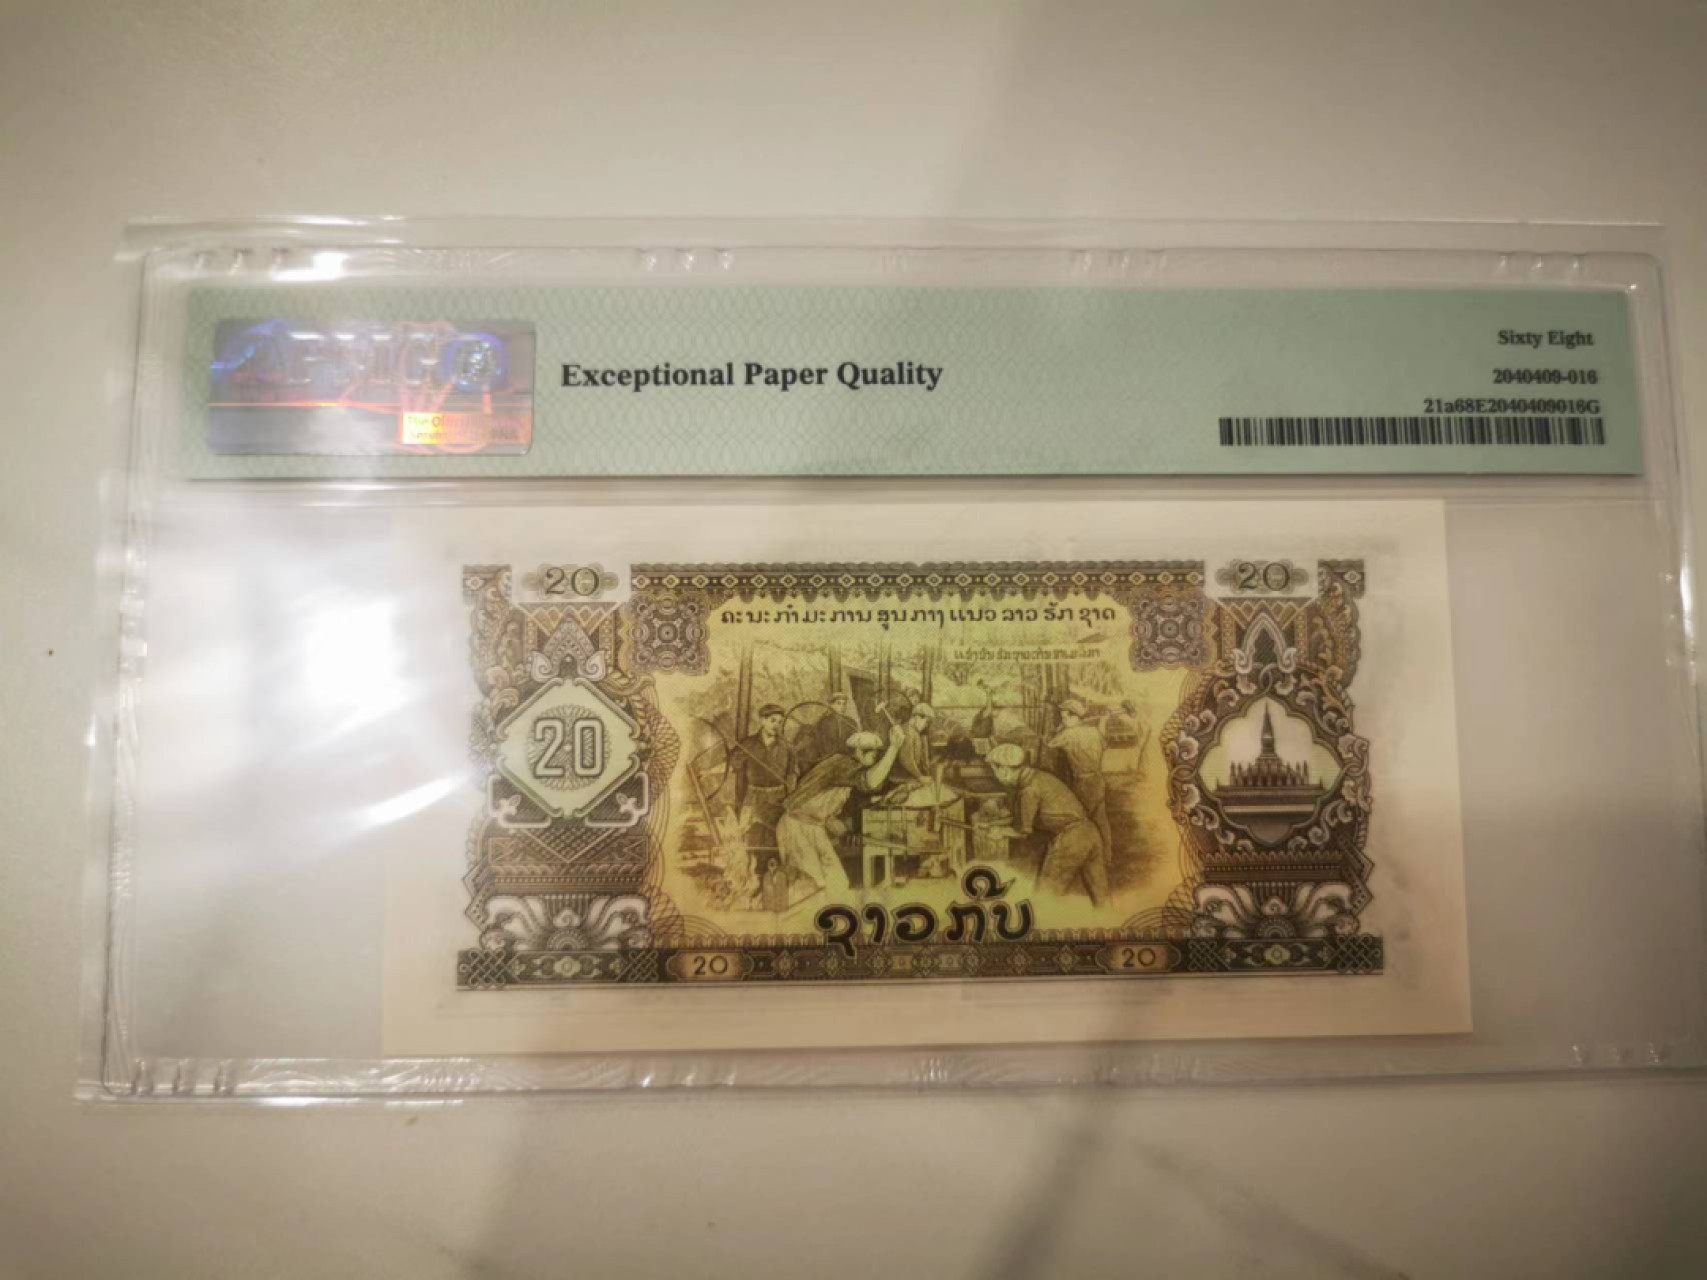 Sixty Eight
Exceptional Paper Quality
2040409-016
21a68E2040409016G
20
20
ຄະນະກຳມະການສູນກາງແນວລາວຮັກຊາດ
20
ຊາວກີບ
20
20